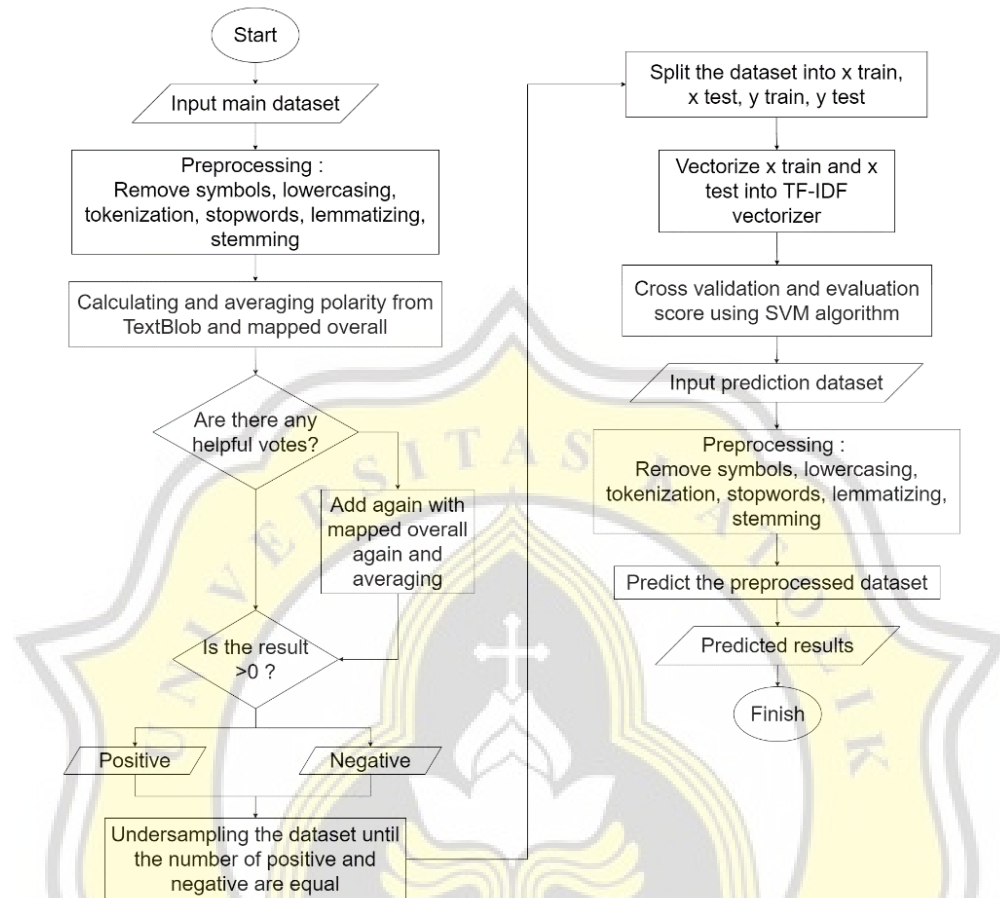 Start
Input main dataset
Preprocessing :
Remove symbols, lowercasing,
tokenization, stopwords, lemmatizing,
stemming
Calculating and averaging polarity from
TextBlob and mapped overall
Are there any
helpful votes?
Add again with
mapped overall
again and
averaging
Is the result
>0 ?
Positive
Negative
Undersampling the dataset until
the number of positive and
negative are equal
Split the dataset into x train,
x test, y train, y test
Vectorize x train and x
test into TF-IDF
vectorizer
Cross validation and evaluation
score using SVM algorithm
Input prediction dataset
Preprocessing :
Remove symbols, lowercasing,
tokenization, stopwords, lemmatizing,
stemming
Predict the preprocessed dataset
Predicted results
Finish
UNIVERSITAS KATOLIK